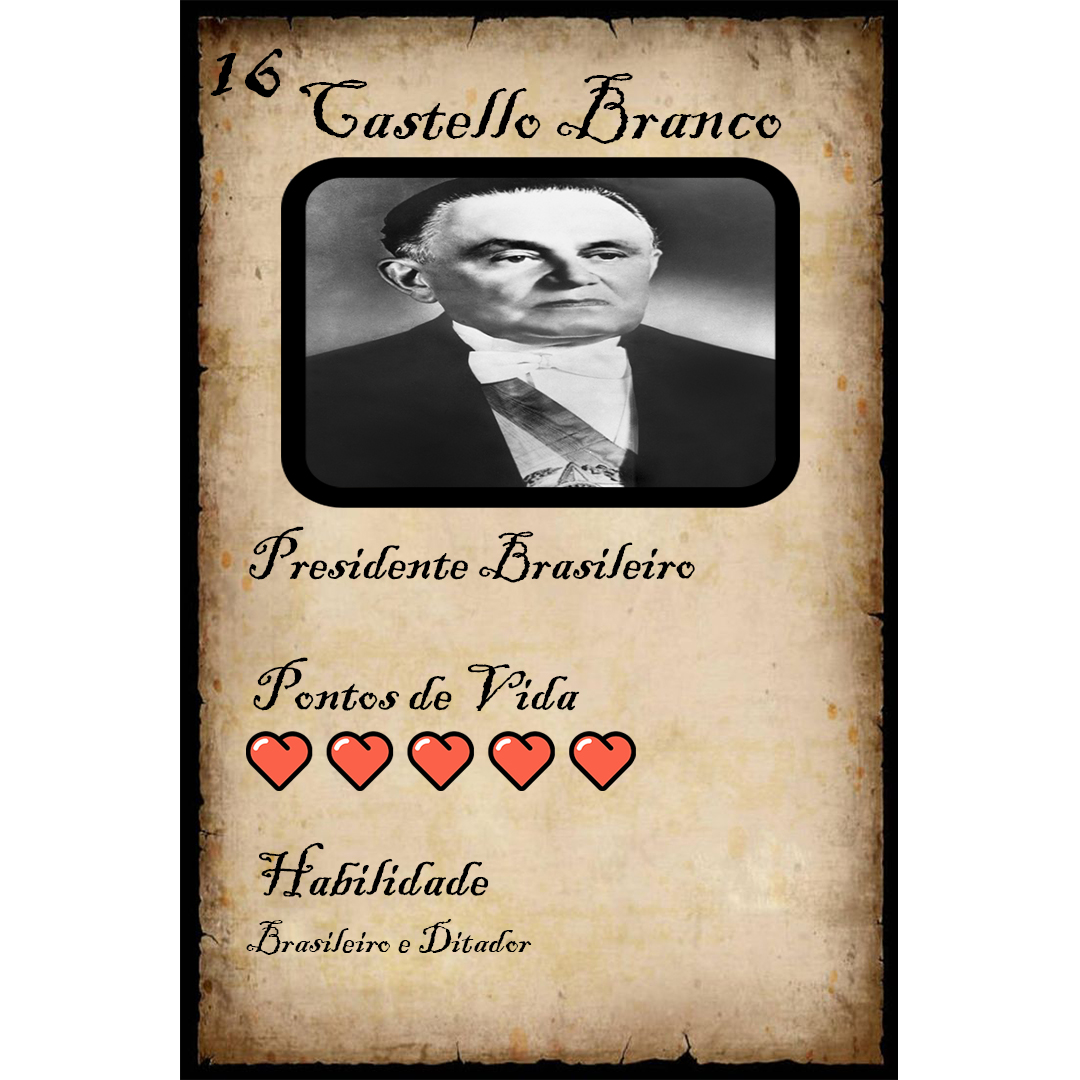 16
Castello Branco
Presidente Brasileiro
Pontos de Vida
Habilidade
Brasileiro e Ditador